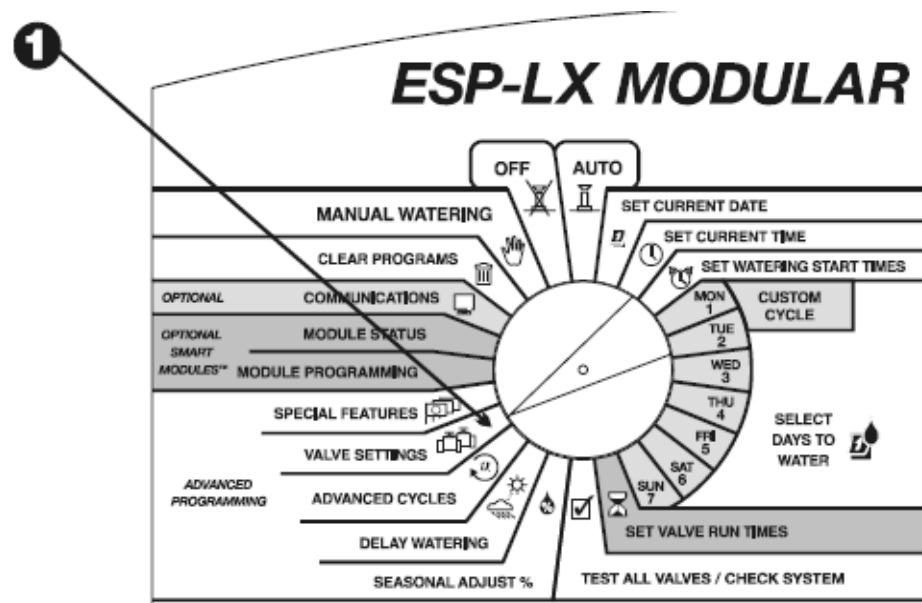 1
ESP-LX MODULAR
OFF
AUTO
MANUAL WATERING
CLEAR PROGRAMS
OPTIONAL
COMMUNICATIONS
OPTIONAL
SMART
MODULES™
MODULE STATUS
MODULE PROGRAMMING
SPECIAL FEATURES
VALVE SETTINGS
ADVANCED
PROGRAMMING
ADVANCED CYCLES
DELAY WATERING
SEASONAL ADJUST %
SET CURRENT DATE
SET CURRENT TIME
SET WATERING START TIMES
CUSTOM
CYCLE
MON
1
TUE
2
WED
3
THU
4
FRI
5
SAT
6
SUN
7
SELECT
DAYS TO
WATER
SET VALVE RUN TIMES
TEST ALL VALVES / CHECK SYSTEM